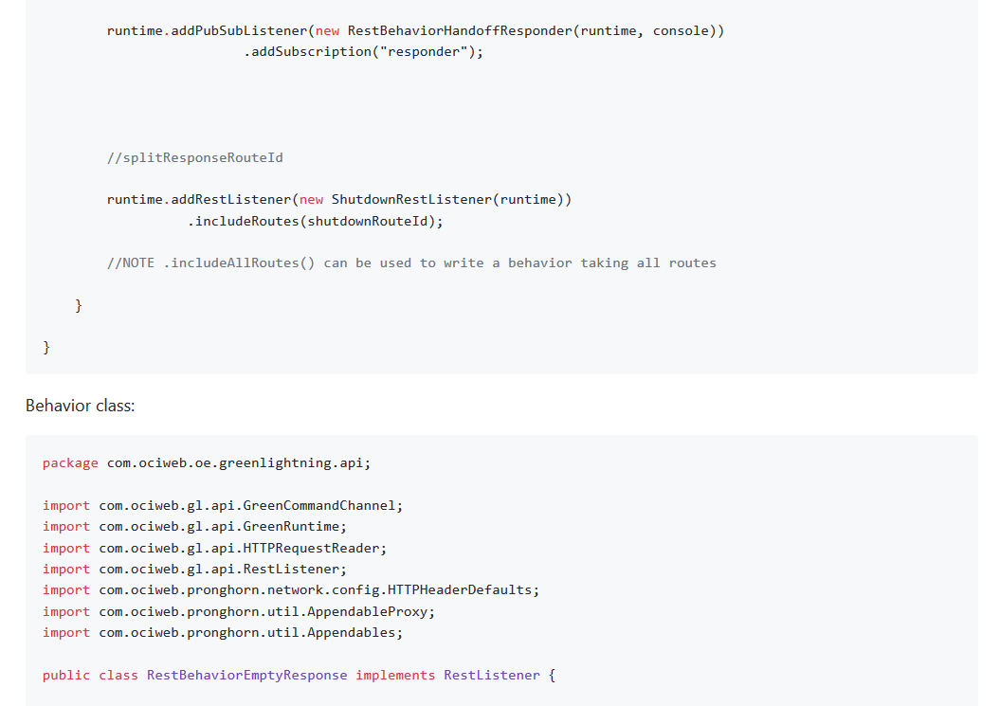 runtime.addPubSubListener(new RestBehaviorHandoffResponder(runtime, console))
.addSubscription("responder");
//splitResponseRouteId
runtime.addRestListener(new ShutdownRestListener(runtime))
.includeRoutes(shutdownRouteId);
//NOTE .includeAllRoutes() can be used to write a behavior taking all routes
}
}
Behavior class:
package com.ociweb.oe.greenlightning.api;
import com.ociweb.gl.api.GreenCommandChannel;
import com.ociweb.gl.api.GreenRuntime;
import com.ociweb.gl.api.HTTPRequestReader;
import com.ociweb.gl.api.RestListener;
import com.ociweb.pronghorn.network.config.HTTPHeaderDefaults;
import com.ociweb.pronghorn.util.AppendableProxy;
import com.ociweb.pronghorn.util.Appendables;
public class RestBehaviorEmptyResponse implements RestListener {